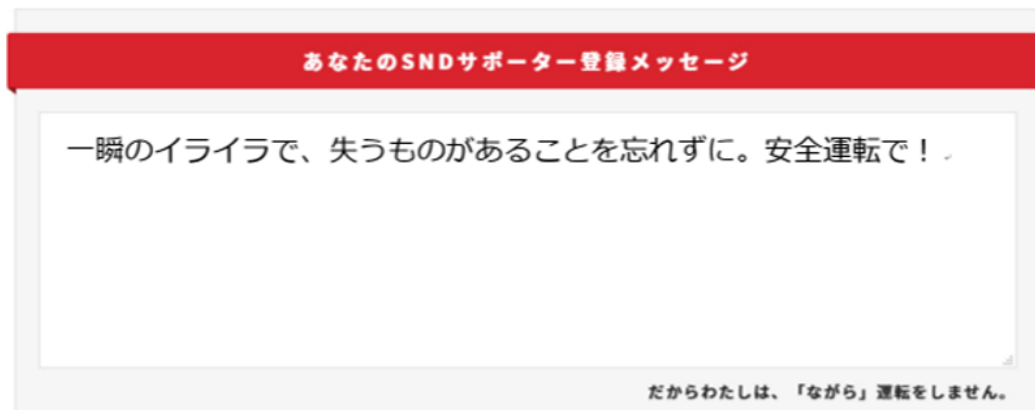 あなたのSNDサポーター登録メッセージ
一瞬のイライラで、失うものがあることを忘れずに。安全運転で！
だからわたしは、「ながら」運転をしません。